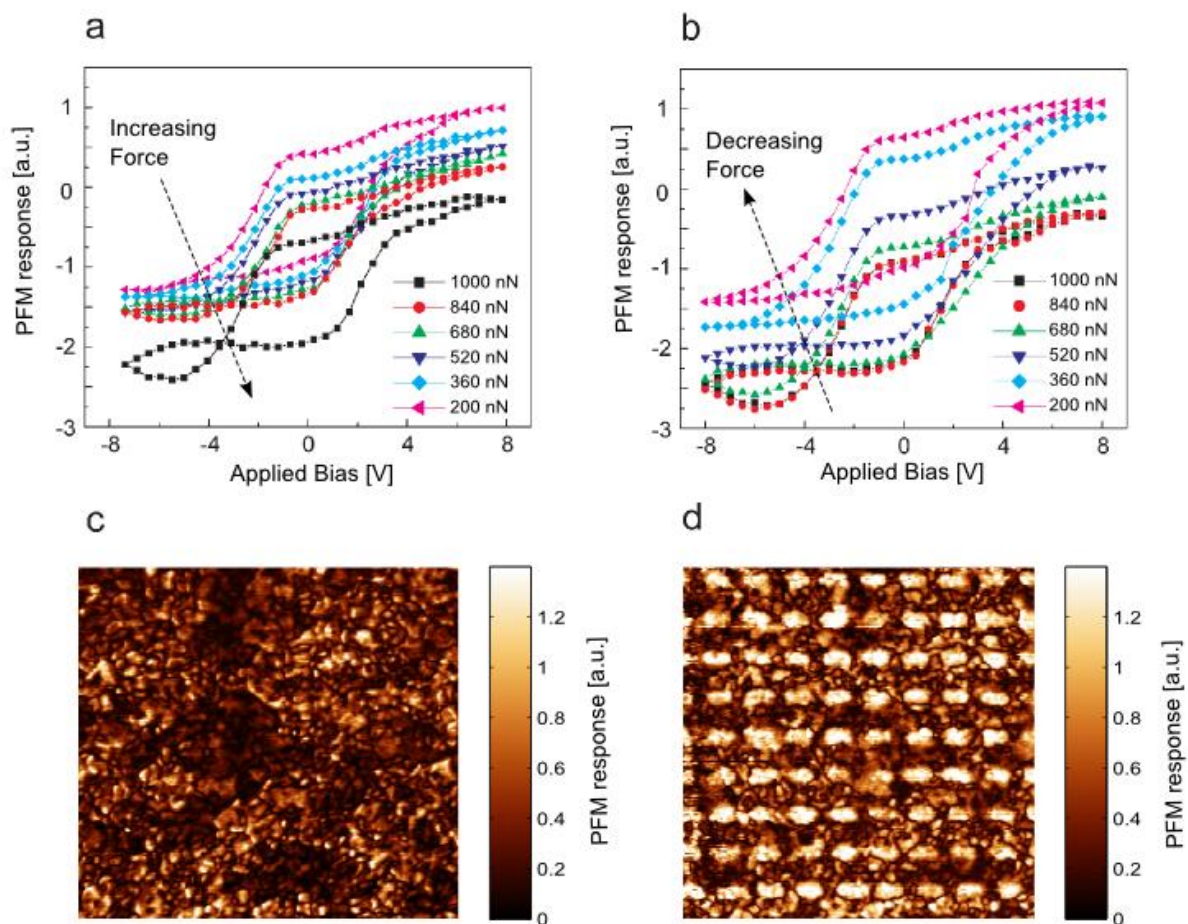 a
PFM response [a.u.]
1
0
-1
-2
-3
Increasing
Force
1000 nN
840 nN
680 nN
520 nN
360 nN
200 nN
-8 -4 0 4 8
Applied Bias [V]
b
PFM response [a.u.]
1
0
-1
-2
-3
Decreasing
Force
1000 nN
840 nN
680 nN
520 nN
360 nN
200 nN
-8 -4 0 4 8
Applied Bias [V]
c
1.2
1
0.8
0.6
0.4
0.2
0
PFM response [a.u.]
d
1.2
1
0.8
0.6
0.4
0.2
0
PFM response [a.u.]